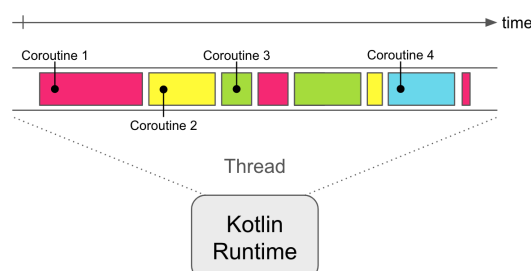 time
Coroutine 1
Coroutine 3
Coroutine 4
Coroutine 2
Thread
Kotlin
Runtime